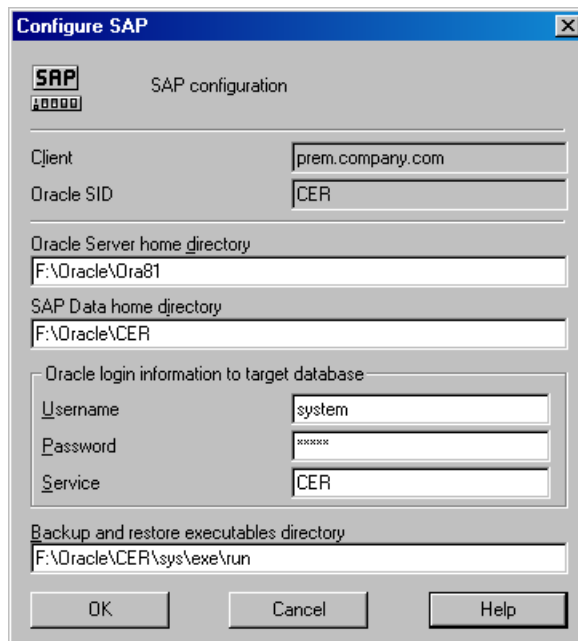 Configure SAP
SAP
SAP configuration
Client prem.company.com
Oracle SID CER
Oracle Server home directory
F:\Oracle\Ora81
SAP Data home directory
F:\Oracle\CER
Oracle login information to target database
Username system
Password *****
Service CER
Backup and restore executables directory
F:\Oracle\CER\sys\exe\run
OK Cancel Help